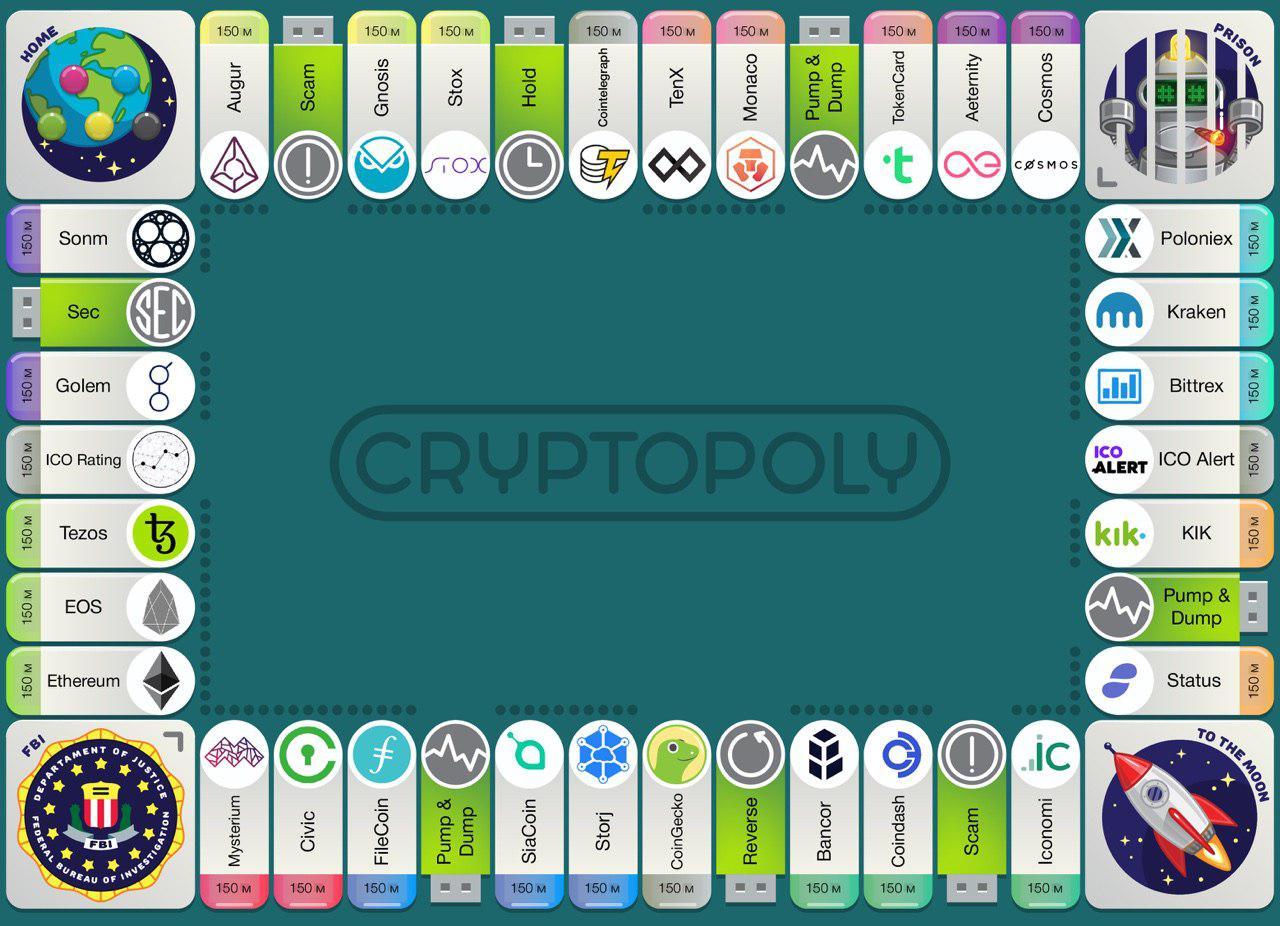 HOME
150 M
Augur
Scam
150 M
Gnosis
150 M
Stox
STOX
Hold
150 M
Cointelegraph
150 M
TenX
150 M
Monaco
Pump &
Dump
150 M
TokenCard
t
150 M
Aeternity
æ
150 M
Cosmos
COSMOS
PRISON
# #
150 M
Sonm
Sec
SEC
150 M
Golem
150 M
ICO Rating
150 M
Tezos
150 M
EOS
150 M
Ethereum
Poloniex
150 M
Kraken
150 M
Bittrex
150 M
ICO
ALERT
ICO Alert
150 M
kik.
KIK
150 M
Pump &
Dump
Status
150 M
CRYPTOPOLY
FBI
DEPARTMENT OF JUSTICE
FBI
FEDERAL BUREAU OF INVESTIGATION
Mysterium
150 M
Civic
150 M
FileCoin
150 M
Pump &
Dump
SiaCoin
150 M
Storj
150 M
CoinGecko
150 M
Reverse
Bancor
150 M
Coindash
150 M
Scam
.ic
Iconomi
150 M
TO THE MOON